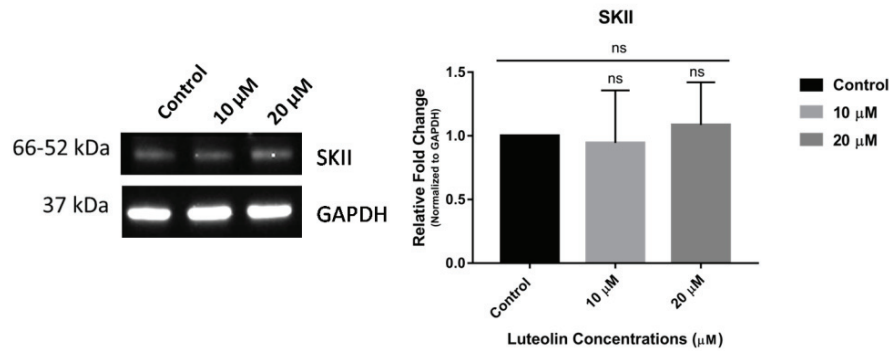 Control
10 μM
20 μM
66-52 kDa
SKII
37 kDa
GAPDH
SKII
ns
ns
ns
Relative Fold Change
(Normalized to GAPDH)
1.5
1.0
0.5
0.0
Control
10 μM
20 μM
Luteolin Concentrations (μM)
Control
10 μM
20 μM